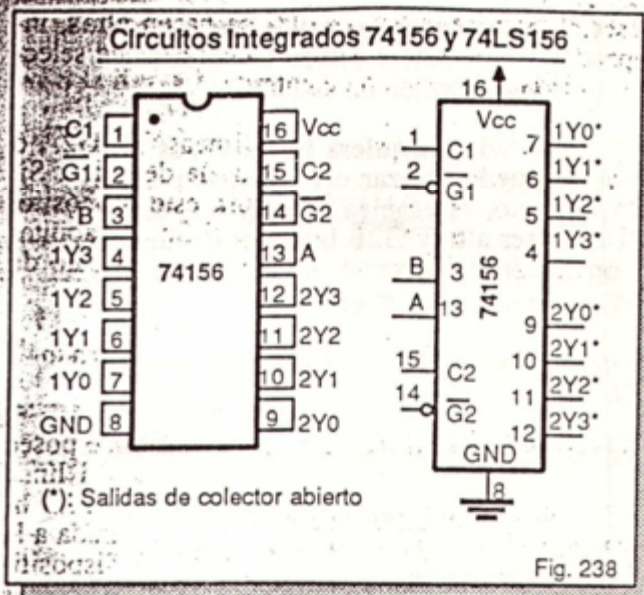 Circuitos Integrados 74156 y 74LS156
C1 1 16 Vcc
G1 2 15 C2
B 3 14 G2
1Y3 4 13 A
1Y2 5 12 2Y3
1Y1 6 11 2Y2
1Y0 7 10 2Y1
GND 8 9 2Y0
74156
16
Vcc
1 C1
2 G1
B 3
A 13
15 C2
14 G2
74156
7 1Y0*
6 1Y1*
5 1Y2*
4 1Y3*
9 2Y0*
10 2Y1*
11 2Y2*
12 2Y3*
GND
8
(*): Salidas de colector abierto
Fig. 238